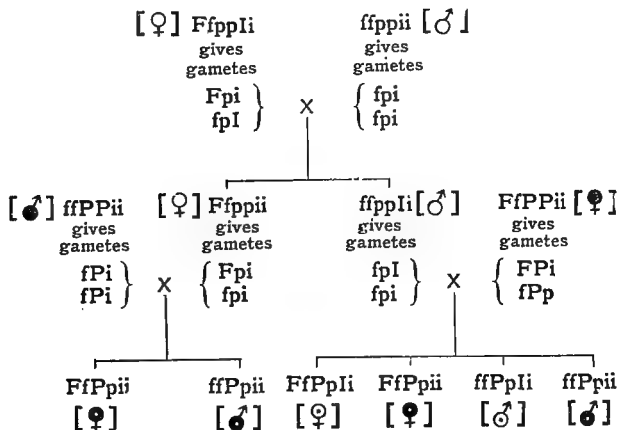 [♀] FfppIi ffppii [♂]
gives gives
gametes gametes
Fpi } x { fpi
fpI } { fpi
[♂] ffPPii [♀] Ffppii ffppIi [♂] FfPPii [♀]
gives gives gives gives
gametes gametes gametes gametes
fPi } x { Fpi fpI } x { FPi
fPi } { fpi fpi } { fPp
FfPpii ffPpii FfPpIi FfPpii ffPpIi ffPpii
[♀] [♂] [♀] [♀] [♂] [♂]